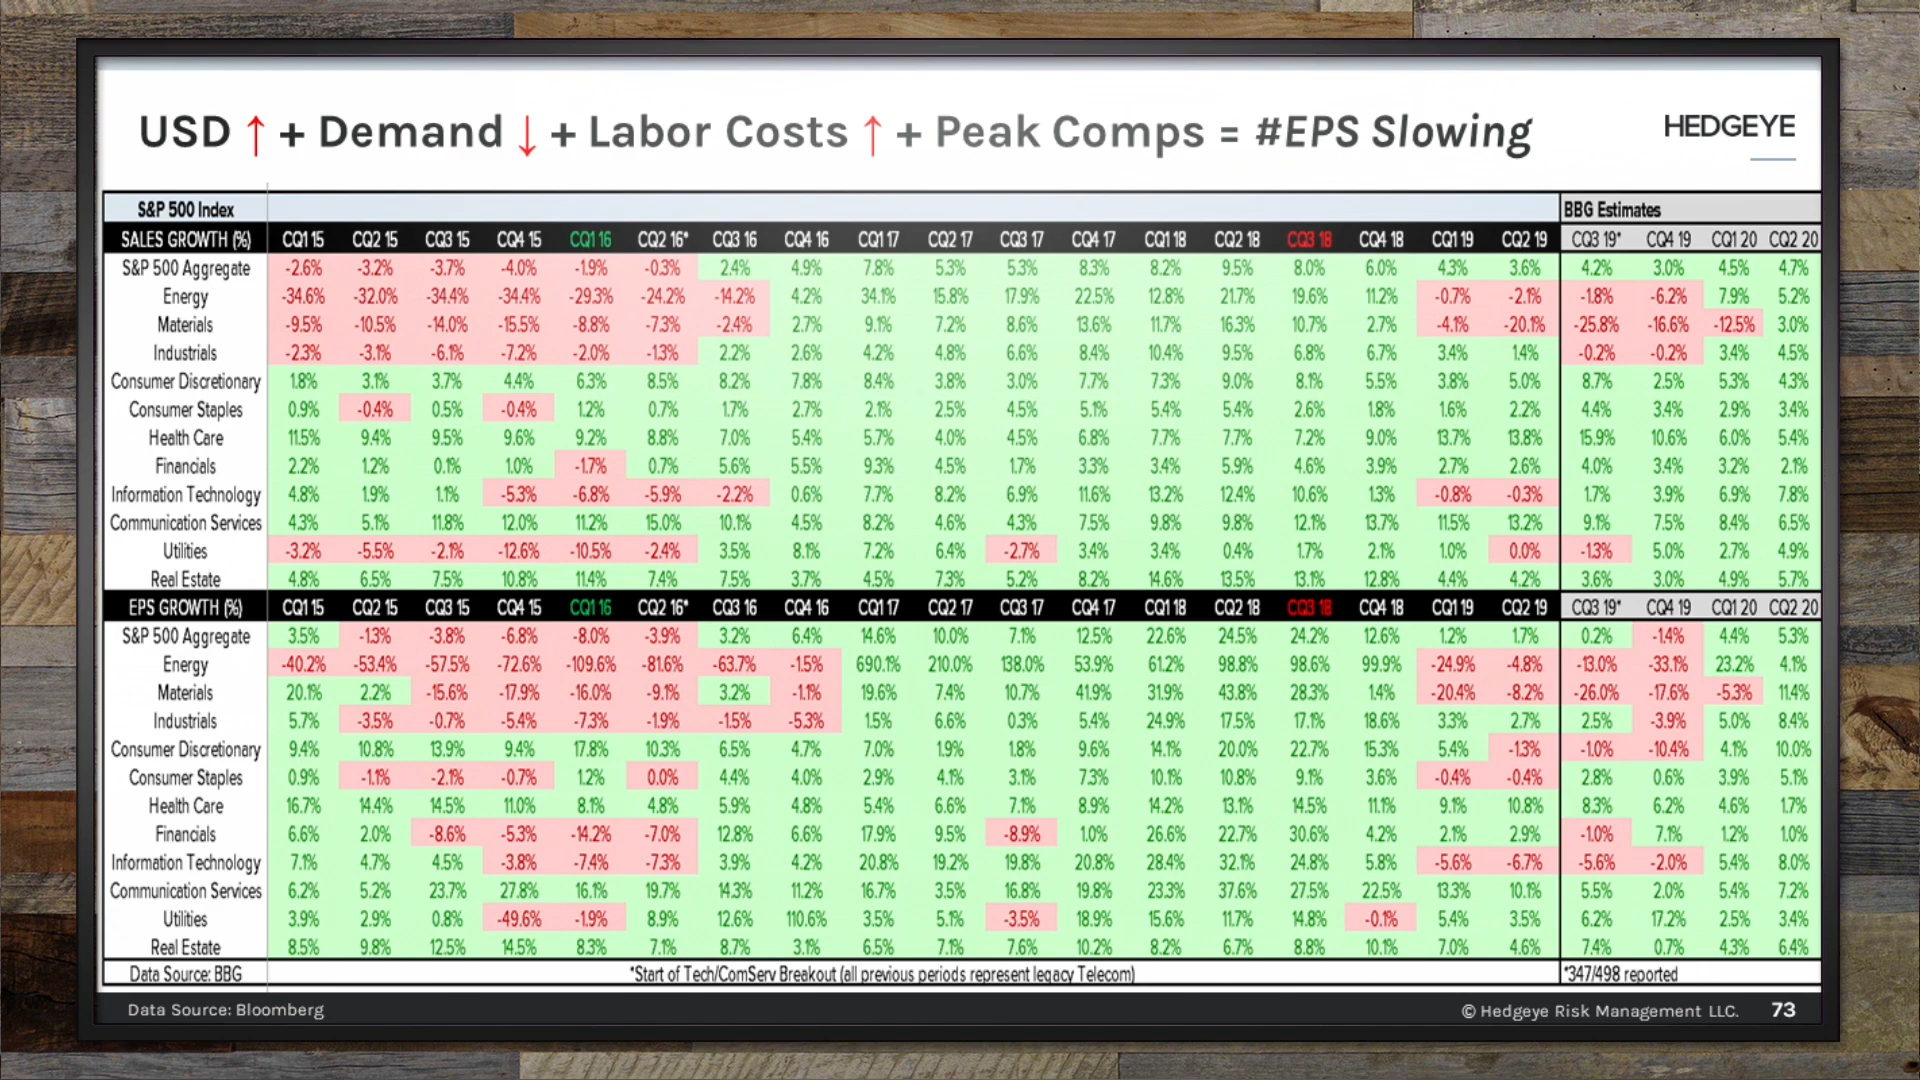 USD ↑ + Demand ↓ + Labor Costs ↑ + Peak Comps = #EPS Slowing
HEDGEYE
S&P 500 Index BBG Estimates
SALES GROWTH (%) CQ1 15 CQ2 15 CQ3 15 CQ4 15 CQ1 16 CQ2 16* CQ3 16 CQ4 16 CQ1 17 CQ2 17 CQ3 17 CQ4 17 CQ1 18 CQ2 18 CQ3 18 CQ4 18 CQ1 19 CQ2 19 CQ3 19* CQ4 19 CQ1 20 CQ2 20
S&P 500 Aggregate -2.6% -3.2% -3.7% -4.0% -1.9% -0.3% 2.4% 4.9% 7.8% 5.3% 5.3% 8.3% 8.2% 9.5% 8.0% 6.0% 4.3% 3.6% 4.2% 3.0% 4.5% 4.7%
Energy -34.6% -32.0% -34.4% -34.4% -29.3% -24.2% -14.2% 4.2% 34.1% 15.8% 17.9% 22.5% 12.8% 21.7% 19.6% 11.2% -0.7% -2.1% -1.8% -6.2% 7.9% 5.2%
Materials -9.5% -10.5% -14.0% -15.5% -8.8% -7.3% -2.4% 2.7% 9.1% 7.2% 8.6% 13.6% 11.7% 16.3% 10.7% 2.7% -4.1% -20.1% -25.8% -16.6% -12.5% 3.0%
Industrials -2.3% -3.1% -6.1% -7.2% -2.0% -1.3% 2.2% 2.6% 4.2% 4.8% 6.6% 8.4% 10.4% 9.5% 6.8% 6.7% 3.4% 1.4% -0.2% -0.2% 3.4% 4.5%
Consumer Discretionary 1.8% 3.1% 3.7% 4.4% 6.3% 8.5% 8.2% 7.8% 8.4% 3.8% 3.0% 7.7% 7.3% 9.0% 8.1% 5.5% 3.8% 5.0% 8.7% 2.5% 5.3% 4.3%
Consumer Staples 0.9% -0.4% 0.5% -0.4% 1.2% 0.7% 1.7% 2.7% 2.1% 2.5% 4.5% 5.1% 5.4% 5.4% 2.6% 1.8% 1.6% 2.2% 4.4% 3.4% 2.9% 3.4%
Health Care 11.5% 9.4% 9.5% 9.6% 9.2% 8.8% 7.0% 5.4% 5.7% 4.0% 4.5% 6.8% 7.7% 7.7% 7.2% 9.0% 13.7% 13.8% 15.9% 10.6% 6.0% 5.4%
Financials 2.2% 1.2% 0.1% 1.0% -1.7% 0.7% 5.6% 5.5% 9.3% 4.5% 1.7% 3.3% 3.4% 5.9% 4.6% 3.9% 2.7% 2.6% 4.0% 3.4% 3.2% 2.1%
Information Technology 4.8% 1.9% 1.1% -5.3% -6.8% -5.9% -2.2% 0.6% 7.7% 8.2% 6.9% 11.6% 13.2% 12.4% 10.6% 1.3% -0.8% -0.3% 1.7% 3.9% 6.9% 7.8%
Communication Services 4.3% 5.1% 11.8% 12.0% 11.2% 15.0% 10.1% 4.5% 8.2% 4.6% 4.3% 7.5% 9.8% 9.8% 12.1% 13.7% 11.5% 13.2% 9.1% 7.5% 8.4% 6.5%
Utilities -3.2% -5.5% -2.1% -12.6% -10.5% -2.4% 3.5% 8.1% 7.2% 6.4% -2.7% 3.4% 3.4% 0.4% 1.7% 2.1% 1.0% 0.0% -1.3% 5.0% 2.7% 4.9%
Real Estate 4.8% 6.5% 7.5% 10.8% 11.4% 7.4% 7.5% 3.7% 4.5% 7.3% 5.2% 8.2% 14.6% 13.5% 13.1% 12.8% 4.4% 4.2% 3.6% 3.0% 4.9% 5.7%
EPS GROWTH (%) CQ1 15 CQ2 15 CQ3 15 CQ4 15 CQ1 16 CQ2 16* CQ3 16 CQ4 16 CQ1 17 CQ2 17 CQ3 17 CQ4 17 CQ1 18 CQ2 18 CQ3 18 CQ4 18 CQ1 19 CQ2 19 CQ3 19* CQ4 19 CQ1 20 CQ2 20
S&P 500 Aggregate 3.5% -1.3% -3.8% -6.8% -8.0% -3.9% 3.2% 6.4% 14.6% 10.0% 7.1% 12.5% 22.6% 24.5% 24.2% 12.6% 1.2% 1.7% 0.2% -1.4% 4.4% 5.3%
Energy -40.2% -53.4% -57.5% -72.6% -109.6% -81.6% -63.7% -1.5% 690.1% 210.0% 138.0% 53.9% 61.2% 98.8% 98.6% 99.9% -24.9% -4.8% -13.0% -33.1% 23.2% 4.1%
Materials 20.1% 2.2% -15.6% -17.9% -16.0% -9.1% 3.2% -1.1% 19.6% 7.4% 10.7% 41.9% 31.9% 43.8% 28.3% 1.4% -20.4% -8.2% -26.0% -17.6% -5.3% 11.4%
Industrials 5.7% -3.5% -0.7% -5.4% -7.3% -1.9% -1.5% -5.3% 1.5% 6.6% 0.3% 5.4% 24.9% 17.5% 17.1% 18.6% 3.3% 2.7% 2.5% -3.9% 5.0% 8.4%
Consumer Discretionary 9.4% 10.8% 13.9% 9.4% 17.8% 10.3% 6.5% 4.7% 7.0% 1.9% 1.8% 9.6% 14.1% 20.0% 22.7% 15.3% 5.4% -1.3% -1.0% -10.4% 4.1% 10.0%
Consumer Staples 0.9% -1.1% -2.1% -0.7% 1.2% 0.0% 4.4% 4.0% 2.9% 4.1% 3.1% 7.3% 10.1% 10.8% 9.1% 3.6% -0.4% -0.4% 2.8% 0.6% 3.9% 5.1%
Health Care 16.7% 14.4% 14.5% 11.0% 8.1% 4.8% 5.9% 4.8% 5.4% 6.6% 7.1% 8.9% 14.2% 13.1% 14.5% 11.1% 9.1% 10.8% 8.3% 6.2% 4.6% 1.7%
Financials 6.6% 2.0% -8.6% -5.3% -14.2% -7.0% 12.8% 6.6% 17.9% 9.5% -8.9% 1.0% 26.6% 22.7% 30.6% 4.2% 2.1% 2.9% -1.0% 7.1% 1.2% 1.0%
Information Technology 7.1% 4.7% 4.5% -3.8% -7.4% -7.3% 3.9% 4.2% 20.8% 19.2% 19.8% 20.8% 28.4% 32.1% 24.8% 5.8% -5.6% -6.7% -5.6% -2.0% 5.4% 8.0%
Communication Services 6.2% 5.2% 23.7% 27.8% 16.1% 19.7% 14.3% 11.2% 16.7% 3.5% 16.8% 19.8% 23.3% 37.6% 27.5% 22.5% 13.3% 10.1% 5.5% 2.0% 5.4% 7.2%
Utilities 3.9% 2.9% 0.8% -49.6% -1.9% 8.9% 12.6% 110.6% 3.5% 5.1% -3.5% 18.9% 15.6% 11.7% 14.8% -0.1% 5.4% 3.5% 6.2% 17.2% 2.5% 3.4%
Real Estate 8.5% 9.8% 12.5% 14.5% 8.3% 7.1% 8.7% 3.1% 6.5% 7.1% 7.6% 10.2% 8.2% 6.7% 8.8% 10.1% 7.0% 4.6% 7.4% 0.7% 4.3% 6.4%
Data Source: BBG *Start of Tech/ComServ Breakout (all previous periods represent legacy Telecom) *347/498 reported
Data Source: Bloomberg © Hedgeye Risk Management LLC. 73